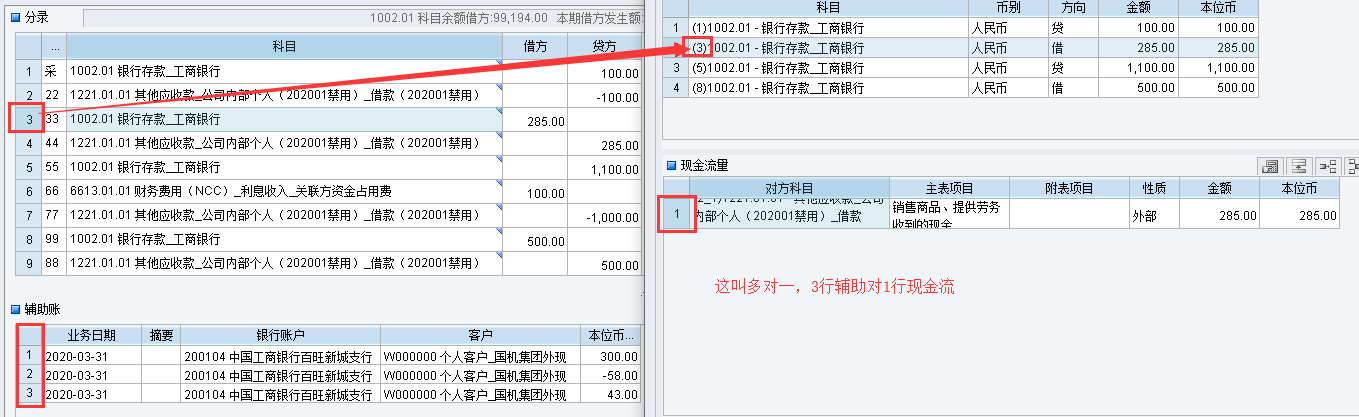 分录
1002.01 科目余额借方:99,194.00 本期借方发生额:
... 科目 借方 贷方
1 采 1002.01 银行存款_工商银行 100.00
2 22 1221.01.01 其他应收款_公司内部个人（202001禁用）_借款（202001禁用） -100.00
3 33 1002.01 银行存款_工商银行 285.00
4 44 1221.01.01 其他应收款_公司内部个人（202001禁用）_借款（202001禁用） 285.00
5 55 1002.01 银行存款_工商银行 1,100.00
6 66 6613.01.01 财务费用（NCC）_利息收入_关联方资金占用费 100.00
7 77 1221.01.01 其他应收款_公司内部个人（202001禁用）_借款（202001禁用） -1,000.00
8 99 1002.01 银行存款_工商银行 500.00
9 88 1221.01.01 其他应收款_公司内部个人（202001禁用）_借款（202001禁用） 500.00
辅助账
业务日期 摘要 银行账户 客户 本位币...
1 2020-03-31 200104 中国工商银行百旺新城支行 W000000 个人客户_国机集团外现 300.00
2 2020-03-31 200104 中国工商银行百旺新城支行 W000000 个人客户_国机集团外现 -58.00
3 2020-03-31 200104 中国工商银行百旺新城支行 W000000 个人客户_国机集团外现 43.00
科目 币别 方向 金额 本位币
1 (1)1002.01 - 银行存款_工商银行 人民币 贷 100.00 100.00
(3)1002.01 - 银行存款_工商银行 人民币 借 285.00 285.00
3 (5)1002.01 - 银行存款_工商银行 人民币 贷 1,100.00 1,100.00
4 (8)1002.01 - 银行存款_工商银行 人民币 借 500.00 500.00
现金流量
对方科目 主表项目 附表项目 性质 金额 本位币
1 1221.01.01 - 其他应收款_公司
内部个人（202001禁用）_借款 销售商品、提供劳务
收到的现金 外部 285.00 285.00
这叫多对一，3行辅助对1行现金流